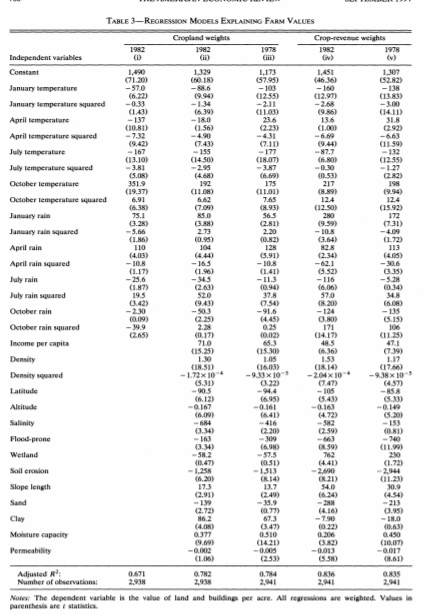 TABLE 3—REGRESSION MODELS EXPLAINING FARM VALUES
Cropland weights Crop-revenue weights
1982 1982 1978 1982 1978
Independent variables (i) (ii) (iii) (iv) (v)
Constant 1,490 1,329 1,173 1,451 1,307
(71.20) (60.18) (57.95) (46.36) (52.82)
January temperature −57.0 −88.6 −103 −160 −138
(6.22) (9.94) (12.55) (12.97) (13.83)
January temperature squared −0.33 −1.34 −2.11 −2.68 −3.00
(1.43) (6.39) (11.03) (9.86) (14.11)
April temperature −137 −18.0 23.6 13.6 31.8
(10.81) (1.56) (2.23) (1.00) (2.92)
April temperature squared −7.32 −4.90 −4.31 −6.69 −6.63
(9.42) (7.43) (7.11) (9.44) (11.59)
July temperature −167 −155 −177 −87.7 −132
(13.10) (14.50) (18.07) (6.80) (12.55)
July temperature squared −3.81 −2.95 −3.87 −0.30 −1.27
(5.08) (4.68) (6.69) (0.53) (2.82)
October temperature 351.9 192 175 217 198
(19.37) (11.08) (11.01) (8.89) (9.94)
October temperature squared 6.91 6.62 7.65 12.4 12.4
(6.38) (7.09) (8.93) (12.50) (15.92)
January rain 75.1 85.0 56.5 280 172
(3.28) (3.88) (2.81) (9.59) (7.31)
January rain squared −5.66 2.73 2.20 −10.8 −4.09
(1.86) (0.95) (0.82) (3.64) (1.72)
April rain 110 104 128 82.8 113
(4.03) (4.44) (5.91) (2.34) (4.05)
April rain squared −10.8 −16.5 −10.8 −62.1 −30.6
(1.17) (1.96) (1.41) (5.52) (3.35)
July rain −25.6 −34.5 −11.3 −116 −5.28
(1.87) (2.63) (0.94) (6.06) (0.34)
July rain squared 19.5 52.0 37.8 57.0 34.8
(3.42) (9.43) (7.54) (8.20) (6.08)
October rain −2.30 −50.3 −91.6 −124 −135
(0.09) (2.25) (4.45) (3.80) (5.15)
October rain squared −39.9 2.28 0.25 171 106
(2.65) (0.17) (0.02) (14.17) (11.25)
Income per capita 71.0 65.3 48.5 47.1
(15.25) (15.30) (6.36) (7.39)
Density 1.30 1.05 1.53 1.17
(18.51) (16.03) (18.14) (17.66)
Density squared −1.72×10⁻⁴ −9.33×10⁻⁵ −2.04×10⁻⁴ −9.38×10⁻⁵
(5.31) (3.22) (7.47) (4.57)
Latitude −90.5 −94.4 −105 −85.8
(6.12) (6.95) (5.43) (5.33)
Altitude −0.167 −0.161 −0.163 −0.149
(6.09) (6.41) (4.72) (5.20)
Salinity −684 −416 −582 −153
(3.34) (2.20) (2.59) (0.81)
Flood-prone −163 −309 −663 −740
(3.34) (6.98) (8.59) (11.99)
Wetland −58.2 −57.5 762 230
(0.47) (0.51) (4.41) (1.72)
Soil erosion −1,258 −1,513 −2,690 −2,944
(6.20) (8.14) (8.21) (11.23)
Slope length 17.3 13.7 54.0 30.9
(2.91) (2.49) (6.24) (4.54)
Sand −139 −35.9 −288 −213
(2.72) (0.77) (4.16) (3.95)
Clay 86.2 67.3 −7.90 −18.0
(4.08) (3.47) (0.22) (0.63)
Moisture capacity 0.377 0.510 0.206 0.450
(9.69) (14.21) (3.82) (10.07)
Permeability −0.002 −0.005 −0.013 −0.017
(1.06) (2.53) (5.58) (8.61)
Adjusted R²: 0.671 0.782 0.784 0.836 0.835
Number of observations: 2,938 2,938 2,941 2,941 2,941
Notes: The dependent variable is the value of land and buildings per acre. All regressions are weighted. Values in
parenthesis are t statistics.